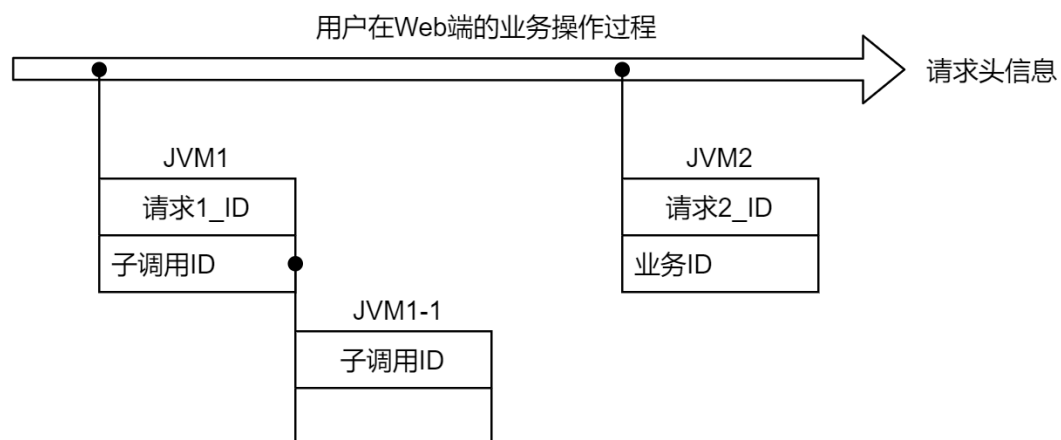 用户在Web端的业务操作过程
请求头信息
JVM1
JVM2
请求1_ID
请求2_ID
子调用ID
业务ID
JVM1-1
子调用ID